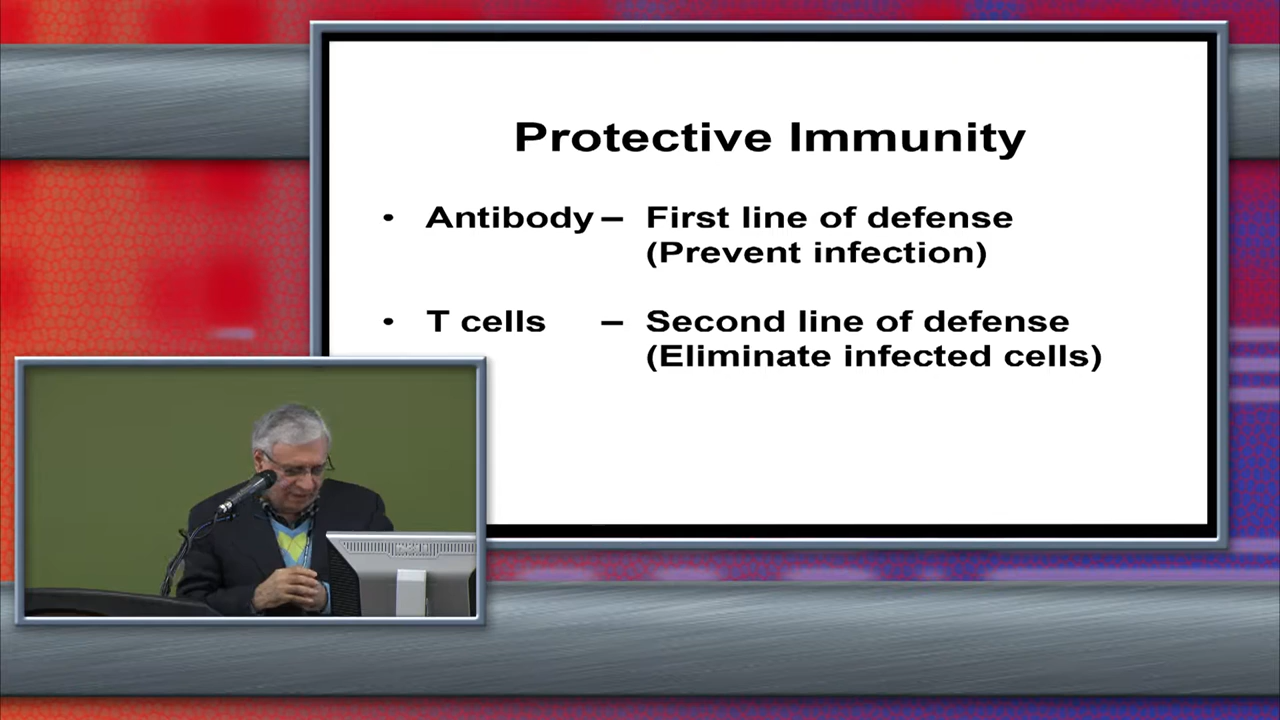 Protective Immunity
• Antibody – First line of defense
(Prevent infection)
• T cells – Second line of defense
(Eliminate infected cells)